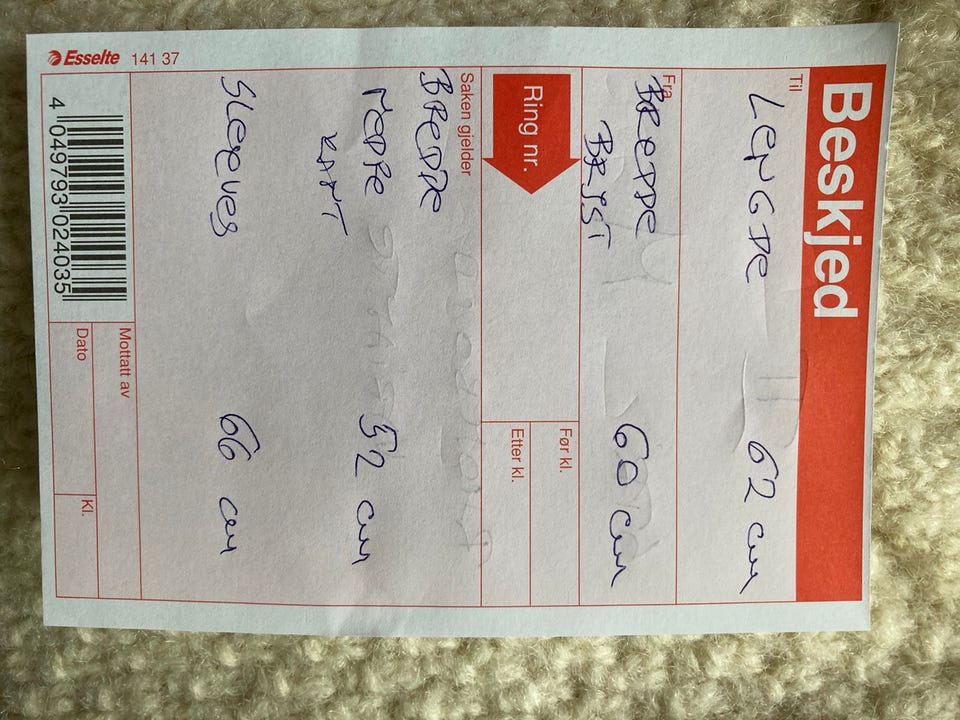 Beskjed
Til
LENGDE 62 cm
Fra
BREDDE 60 cm
BRYST
Ring nr.
Før kl.
Etter kl.
Saken gjelder
BREDDE
NEDRE 52 cm
KANT
SLEEVES 66 cm
Mottatt av
Dato
Kl.
Esselte 141 37
4 049793 024035